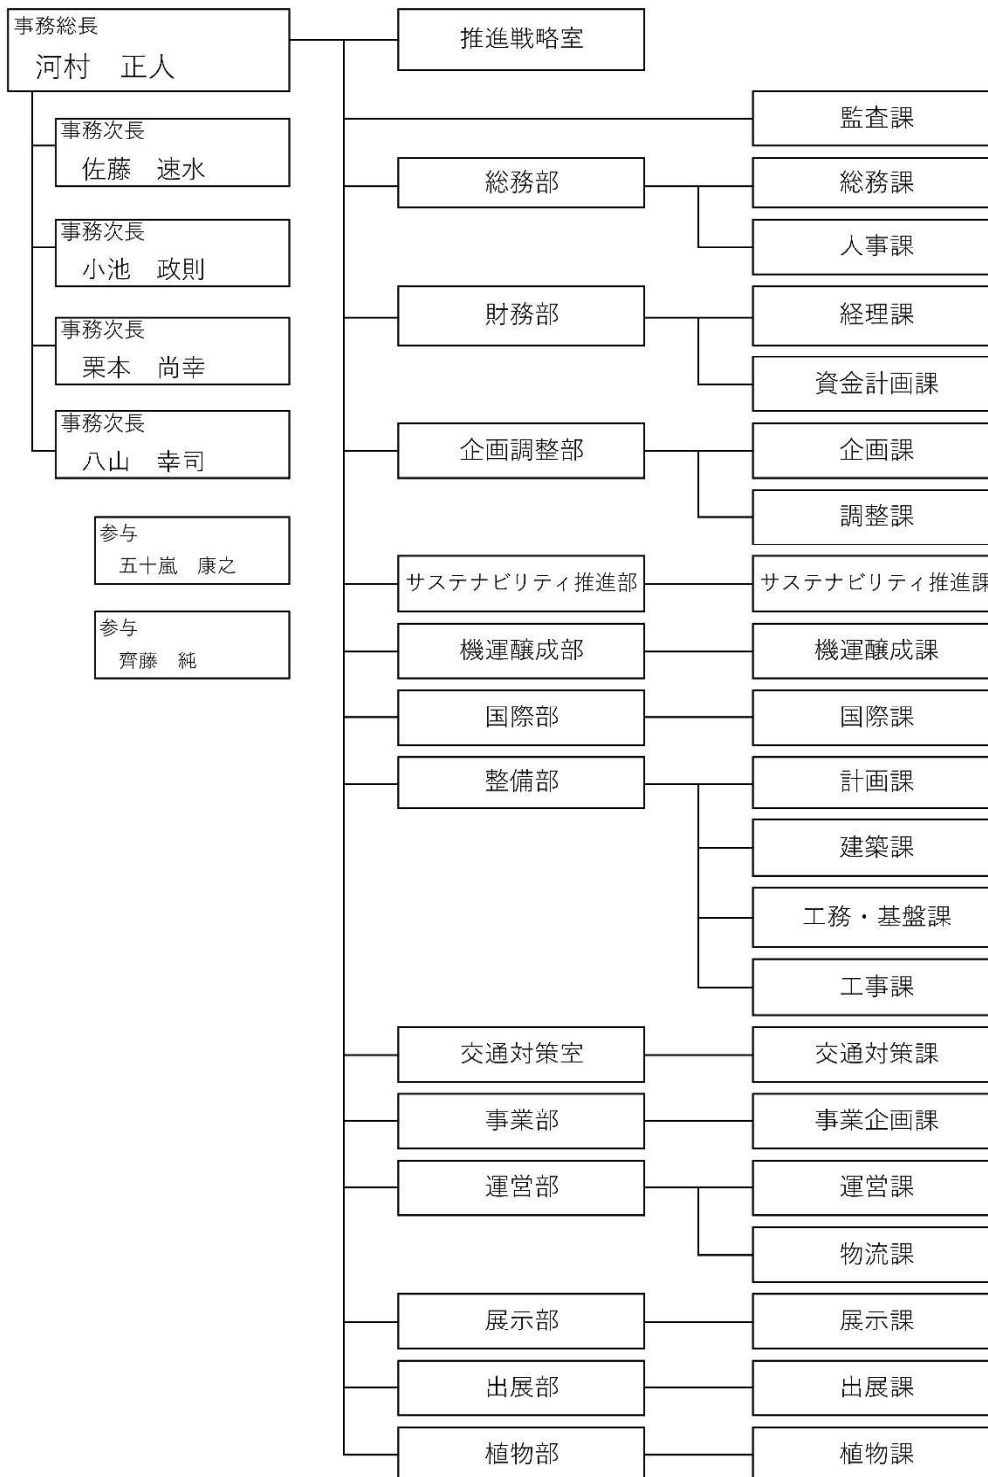 事務総長
河村　正人
事務次長
佐藤　速水
事務次長
小池　政則
事務次長
栗本　尚幸
事務次長
八山　幸司
参与
五十嵐　康之
参与
齊藤　純
推進戦略室
監査課
総務部
総務課
人事課
財務部
経理課
資金計画課
企画調整部
企画課
調整課
サステナビリティ推進部
サステナビリティ推進課
機運醸成部
機運醸成課
国際部
国際課
整備部
計画課
建築課
工務・基盤課
工事課
交通対策室
交通対策課
事業部
事業企画課
運営部
運営課
物流課
展示部
展示課
出展部
出展課
植物部
植物課